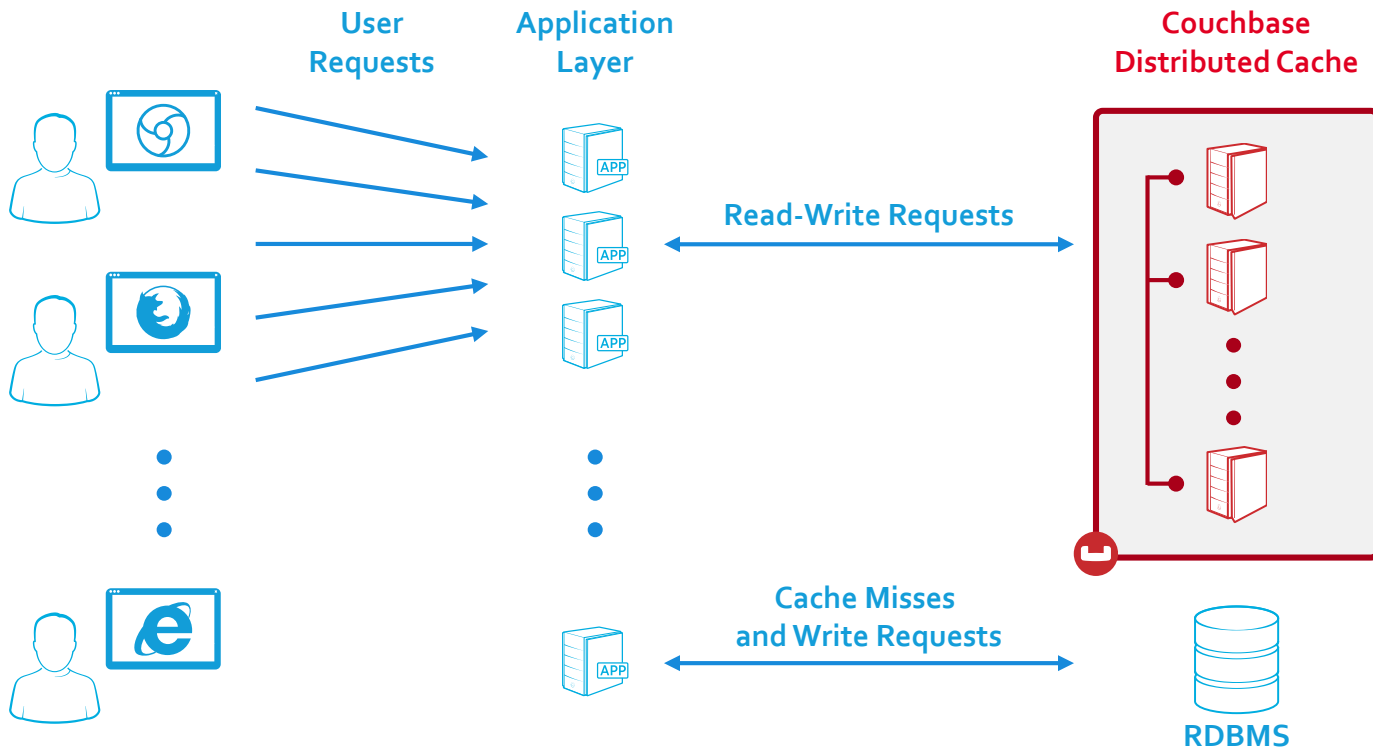 User
Requests
Application
Layer
Couchbase
Distributed Cache
APP
Read-Write Requests
APP
APP
Cache Misses
and Write Requests
APP
RDBMS